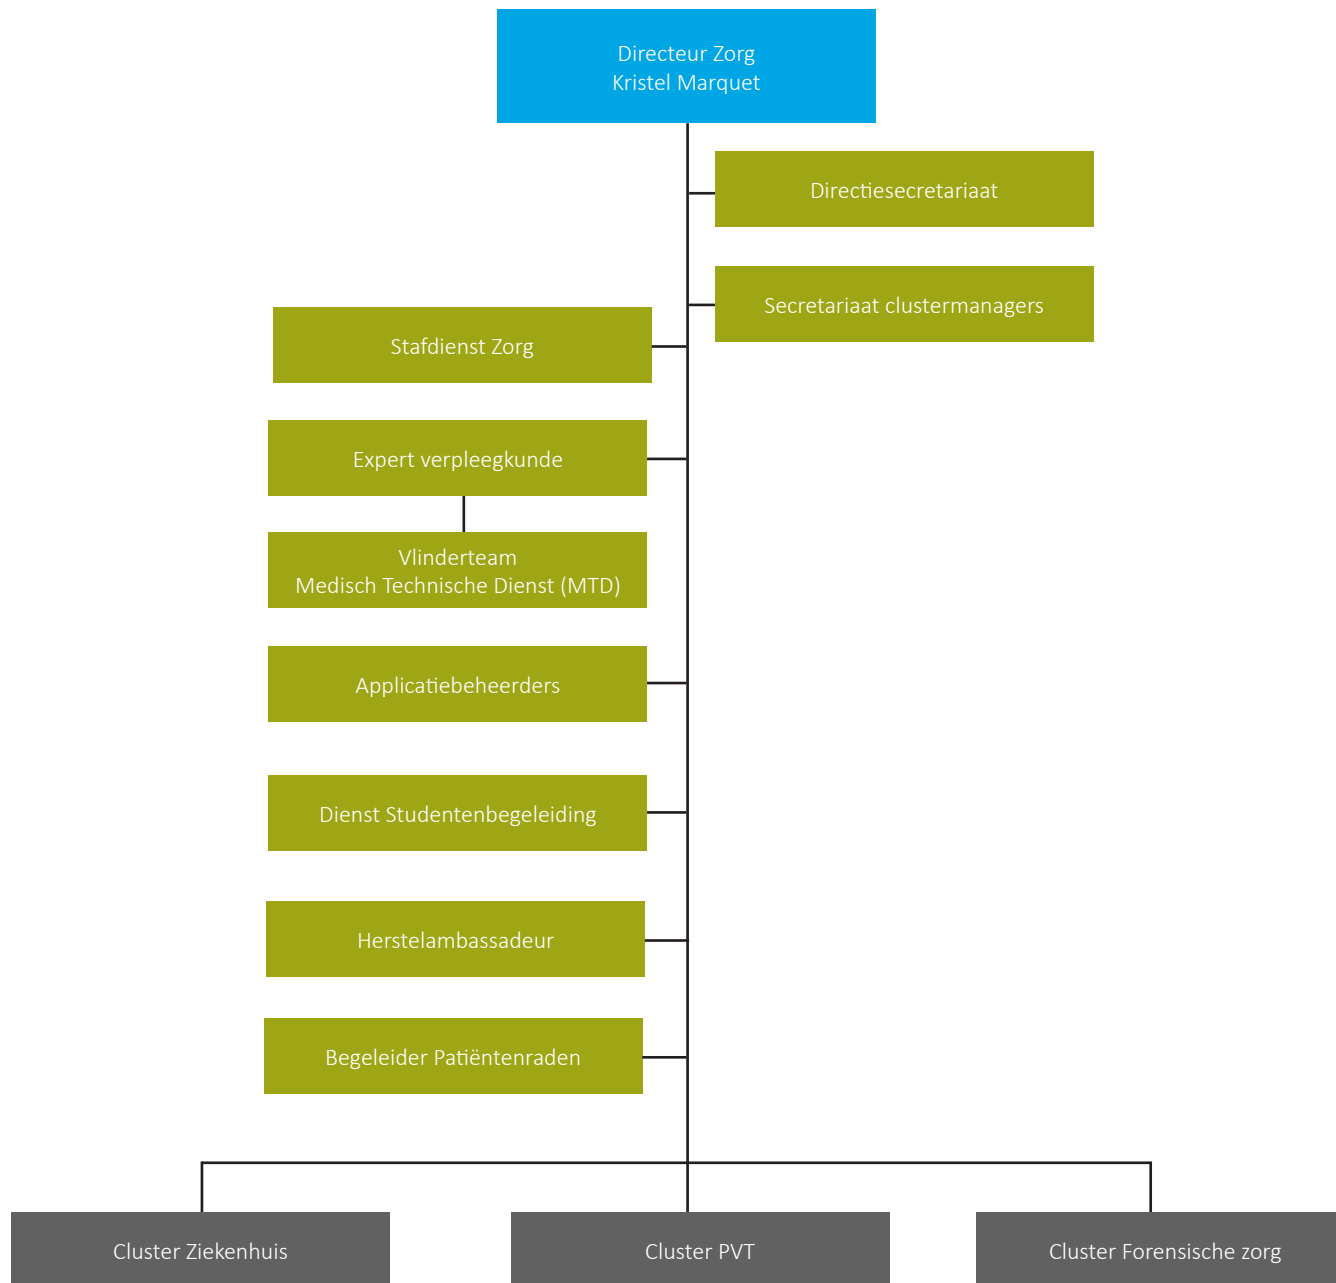 Directeur Zorg
Kristel Marquet
Directiesecretariaat
Secretariaat clustermanagers
Stafdienst Zorg
Expert verpleegkunde
Vlinderteam
Medisch Technische Dienst (MTD)
Applicatiebeheerders
Dienst Studentenbegeleiding
Herstelambassadeur
Begeleider Patiëntenraden
Cluster Ziekenhuis
Cluster PVT
Cluster Forensische zorg